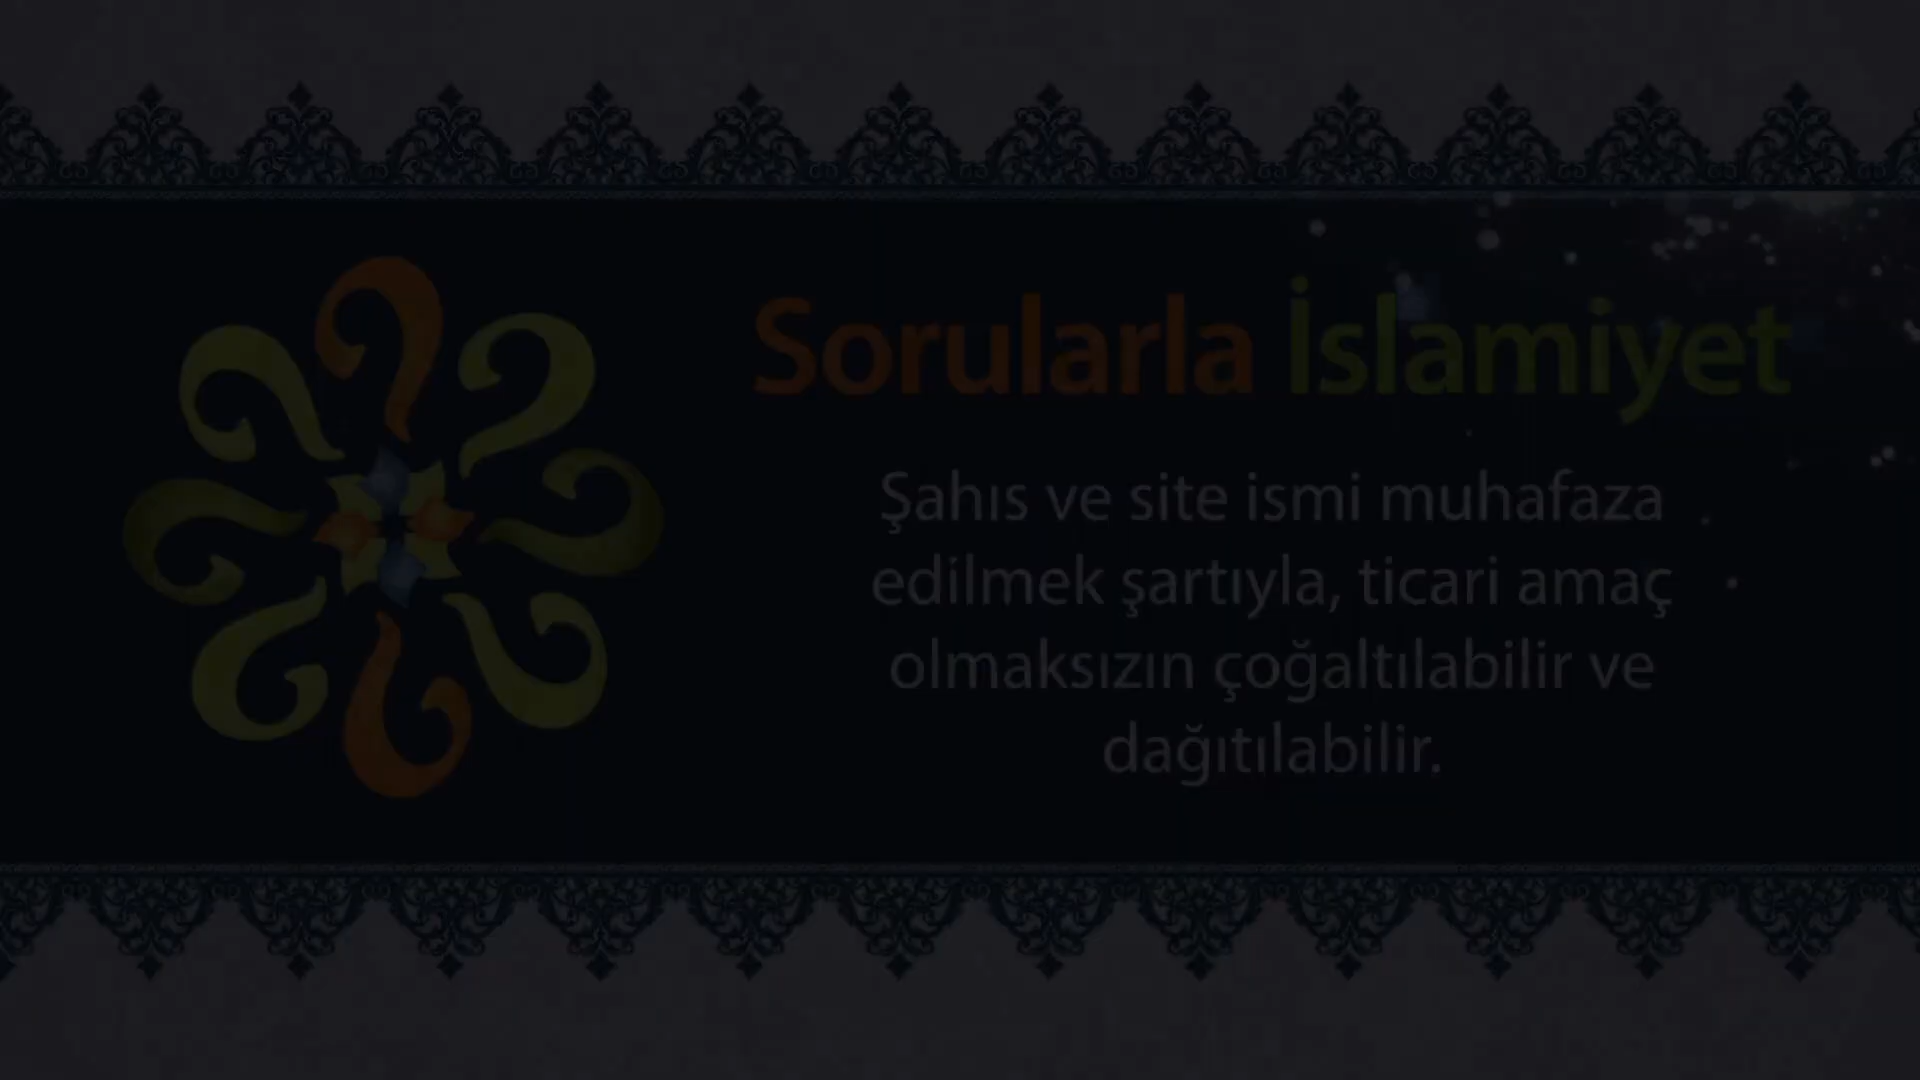 Sorularla İslamiyet
Şahıs ve site ismi muhafaza
edilmek şartıyla, ticari amaç
olmaksızın çoğaltılabilir ve
dağıtılabilir.